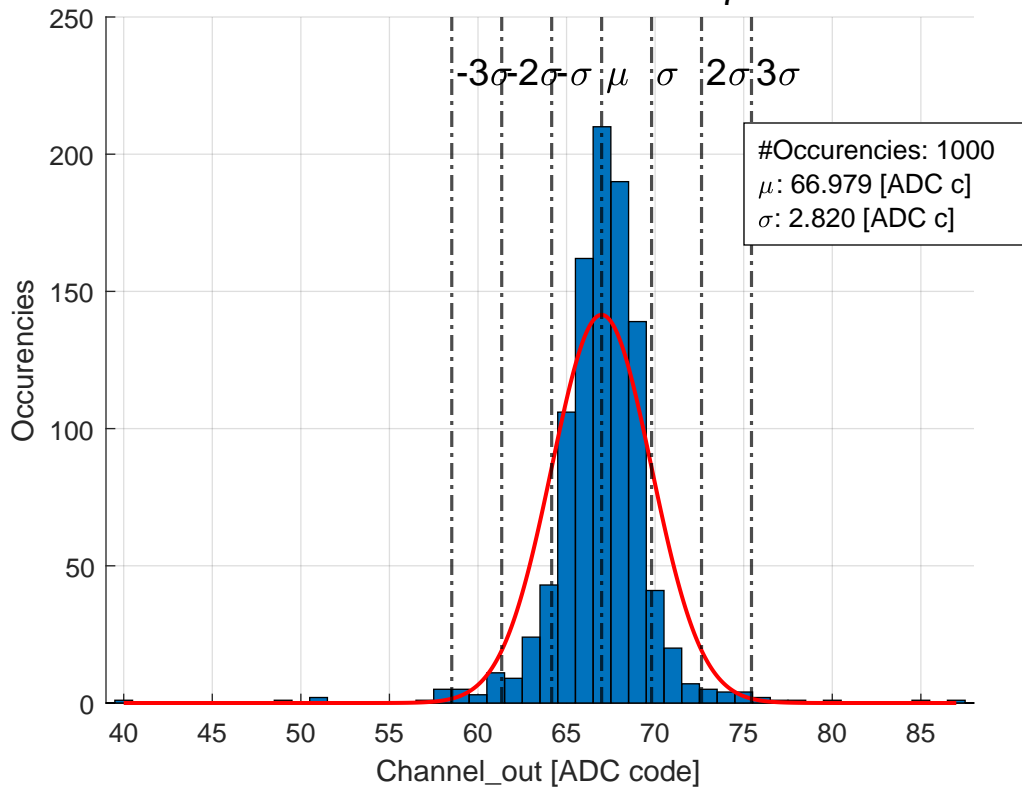 250
-3σ -2σ -σ μ σ 2σ 3σ
#Occurencies: 1000
μ: 66.979 [ADC c]
σ: 2.820 [ADC c]
200
150
100
50
0
Occurencies
40 45 50 55 60 65 70 75 80 85
Channel_out [ADC code]